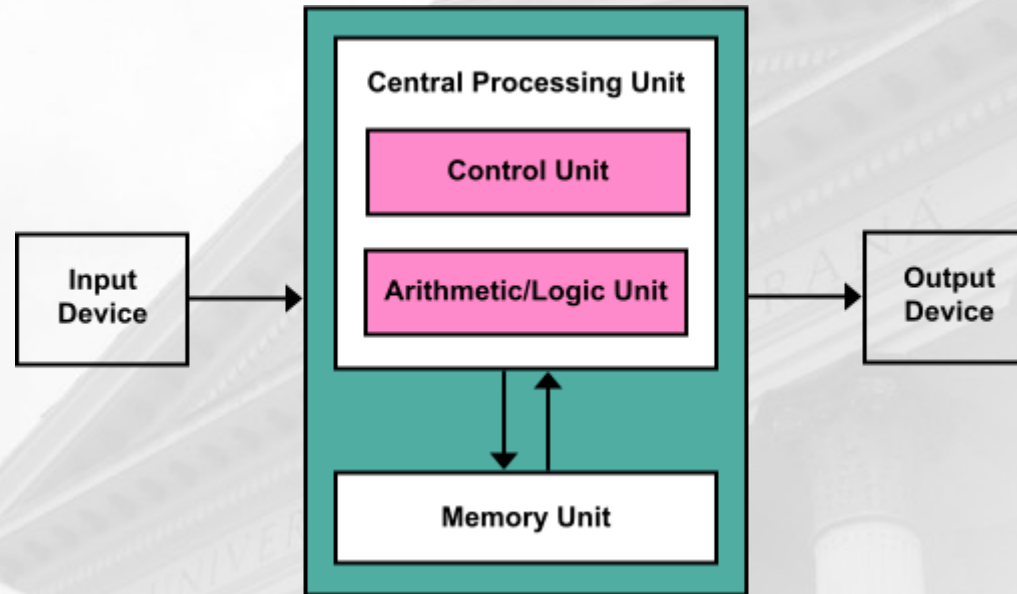 Central Processing Unit
Control Unit
Arithmetic/Logic Unit
Input
Device
Output
Device
Memory Unit